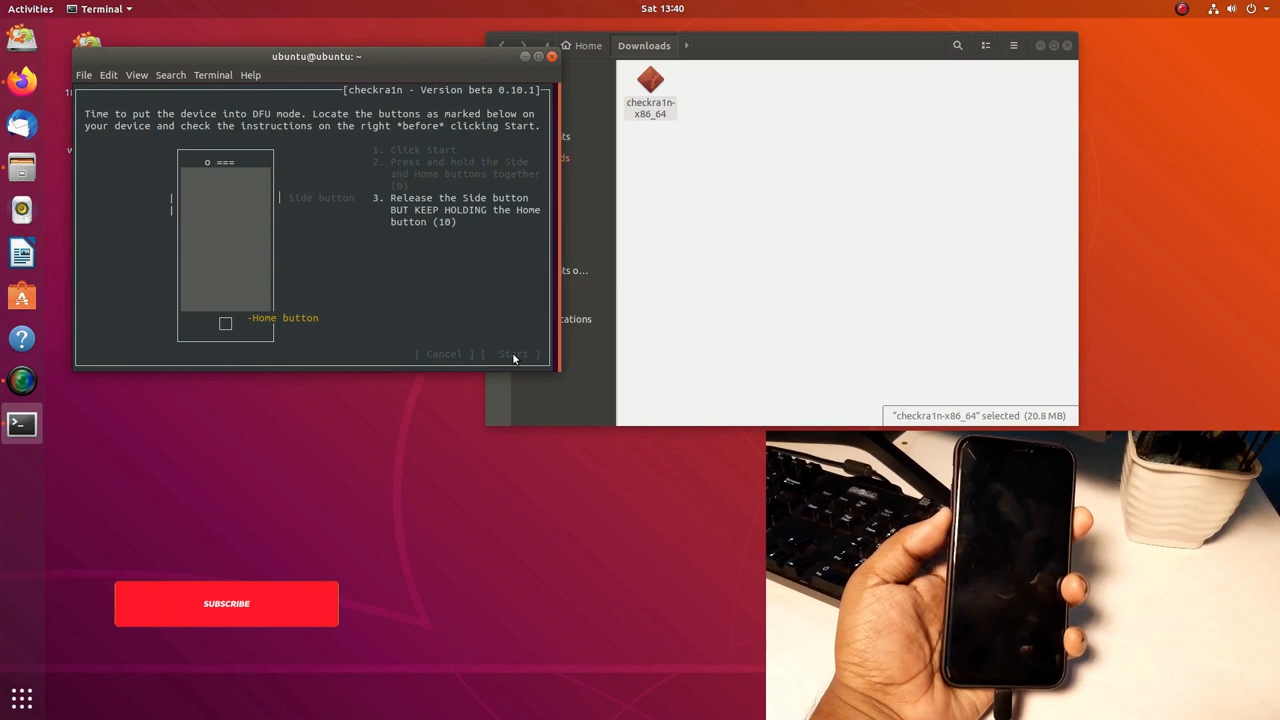 Activities
Terminal
Sat 13:40
ubuntu@ubuntu: ~
File Edit View Search Terminal Help
[checkra1n - Version beta 0.10.1]
Time to put the device into DFU mode. Locate the buttons as marked below on
your device and check the instructions on the right *before* clicking Start.
o ===
-Side button
-Home button
1. Click Start
2. Press and hold the Side
and Home buttons together
(0)
3. Release the Side button
BUT KEEP HOLDING the Home
button (10)
[ Cancel ] [ Start ]
Home
Downloads
checkra1n-
x86_64
"checkra1n-x86_64" selected (20.8 MB)
SUBSCRIBE